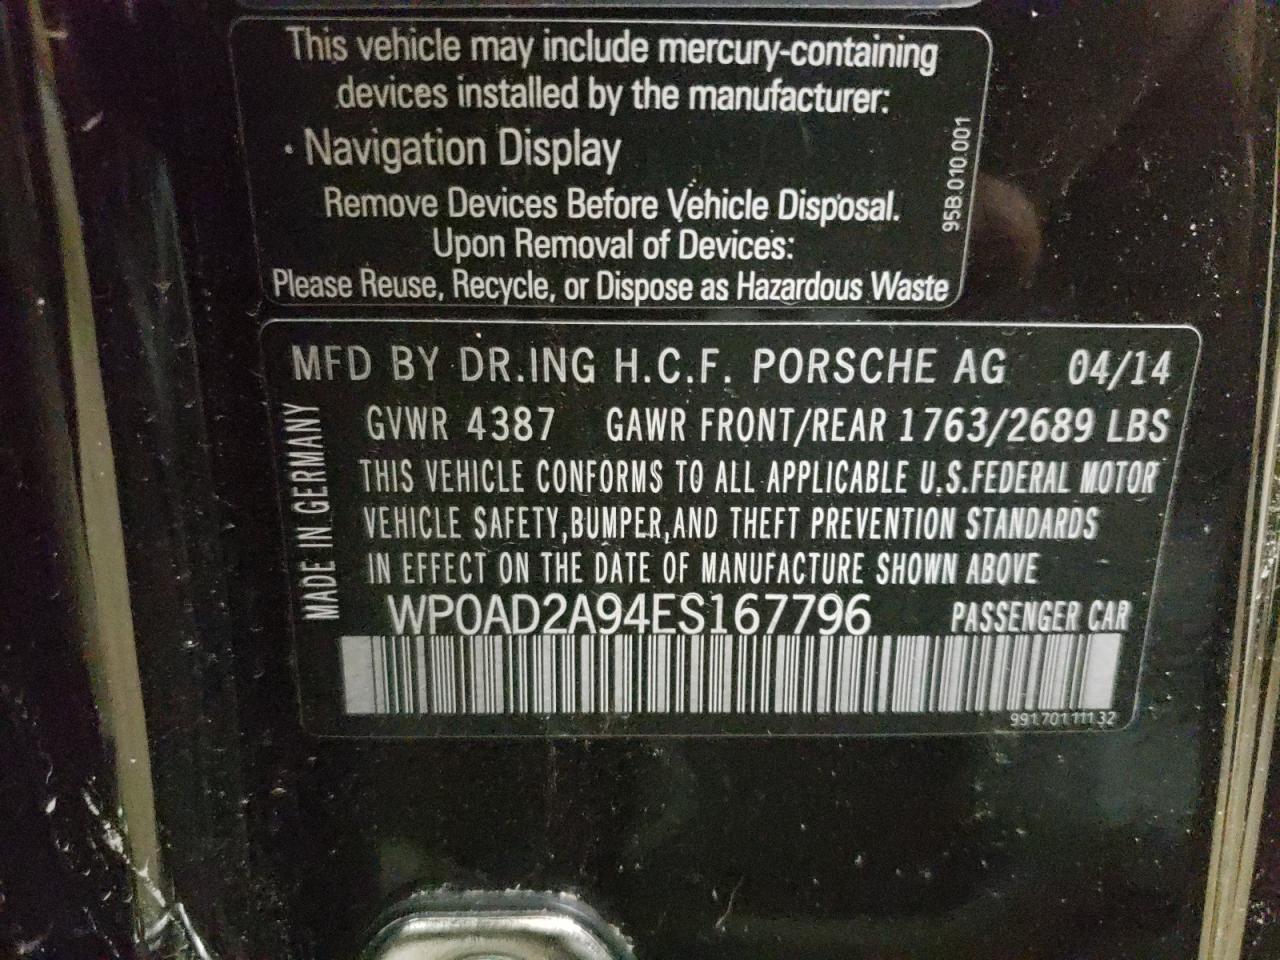 This vehicle may include mercury-containing
devices installed by the manufacturer:
· Navigation Display
Remove Devices Before Vehicle Disposal.
Upon Removal of Devices:
Please Reuse, Recycle, or Dispose as Hazardous Waste
95B.010.001
MFD BY DR.ING H.C.F. PORSCHE AG 04/14
GVWR 4387 GAWR FRONT/REAR 1763/2689 LBS
THIS VEHICLE CONFORMS TO ALL APPLICABLE U.S.FEDERAL MOTOR
VEHICLE SAFETY,BUMPER,AND THEFT PREVENTION STANDARDS
IN EFFECT ON THE DATE OF MANUFACTURE SHOWN ABOVE
MADE IN GERMANY
WP0AD2A94ES167796 PASSENGER CAR
991.701.111.32